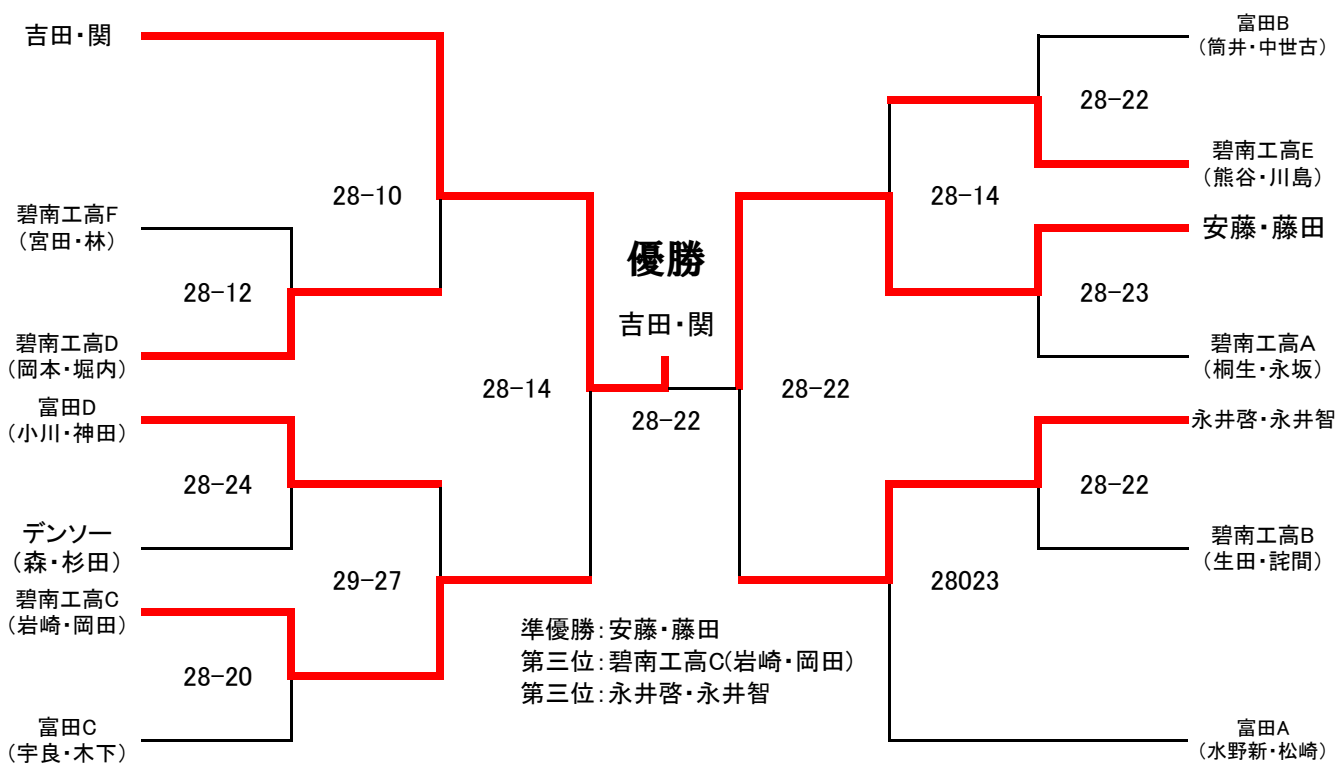 吉田・関
碧南工高F
（宮田・林）
碧南工高D
（岡本・堀内）
富田D
（小川・神田）
デンソー
（森・杉田）
碧南工高C
（岩崎・岡田）
富田C
（宇良・木下）
28-12
28-24
28-20
28-10
29-27
28-14
優勝
吉田・関
28-22
準優勝：安藤・藤田
第三位：碧南工高C(岩崎・岡田）
第三位：永井啓・永井智
28-22
28-14
28023
28-22
28-23
28-22
富田B
（筒井・中世古）
碧南工高E
（熊谷・川島）
安藤・藤田
碧南工高A
（桐生・永坂）
永井啓・永井智
碧南工高B
（生田・詫間）
富田A
（水野新・松崎）